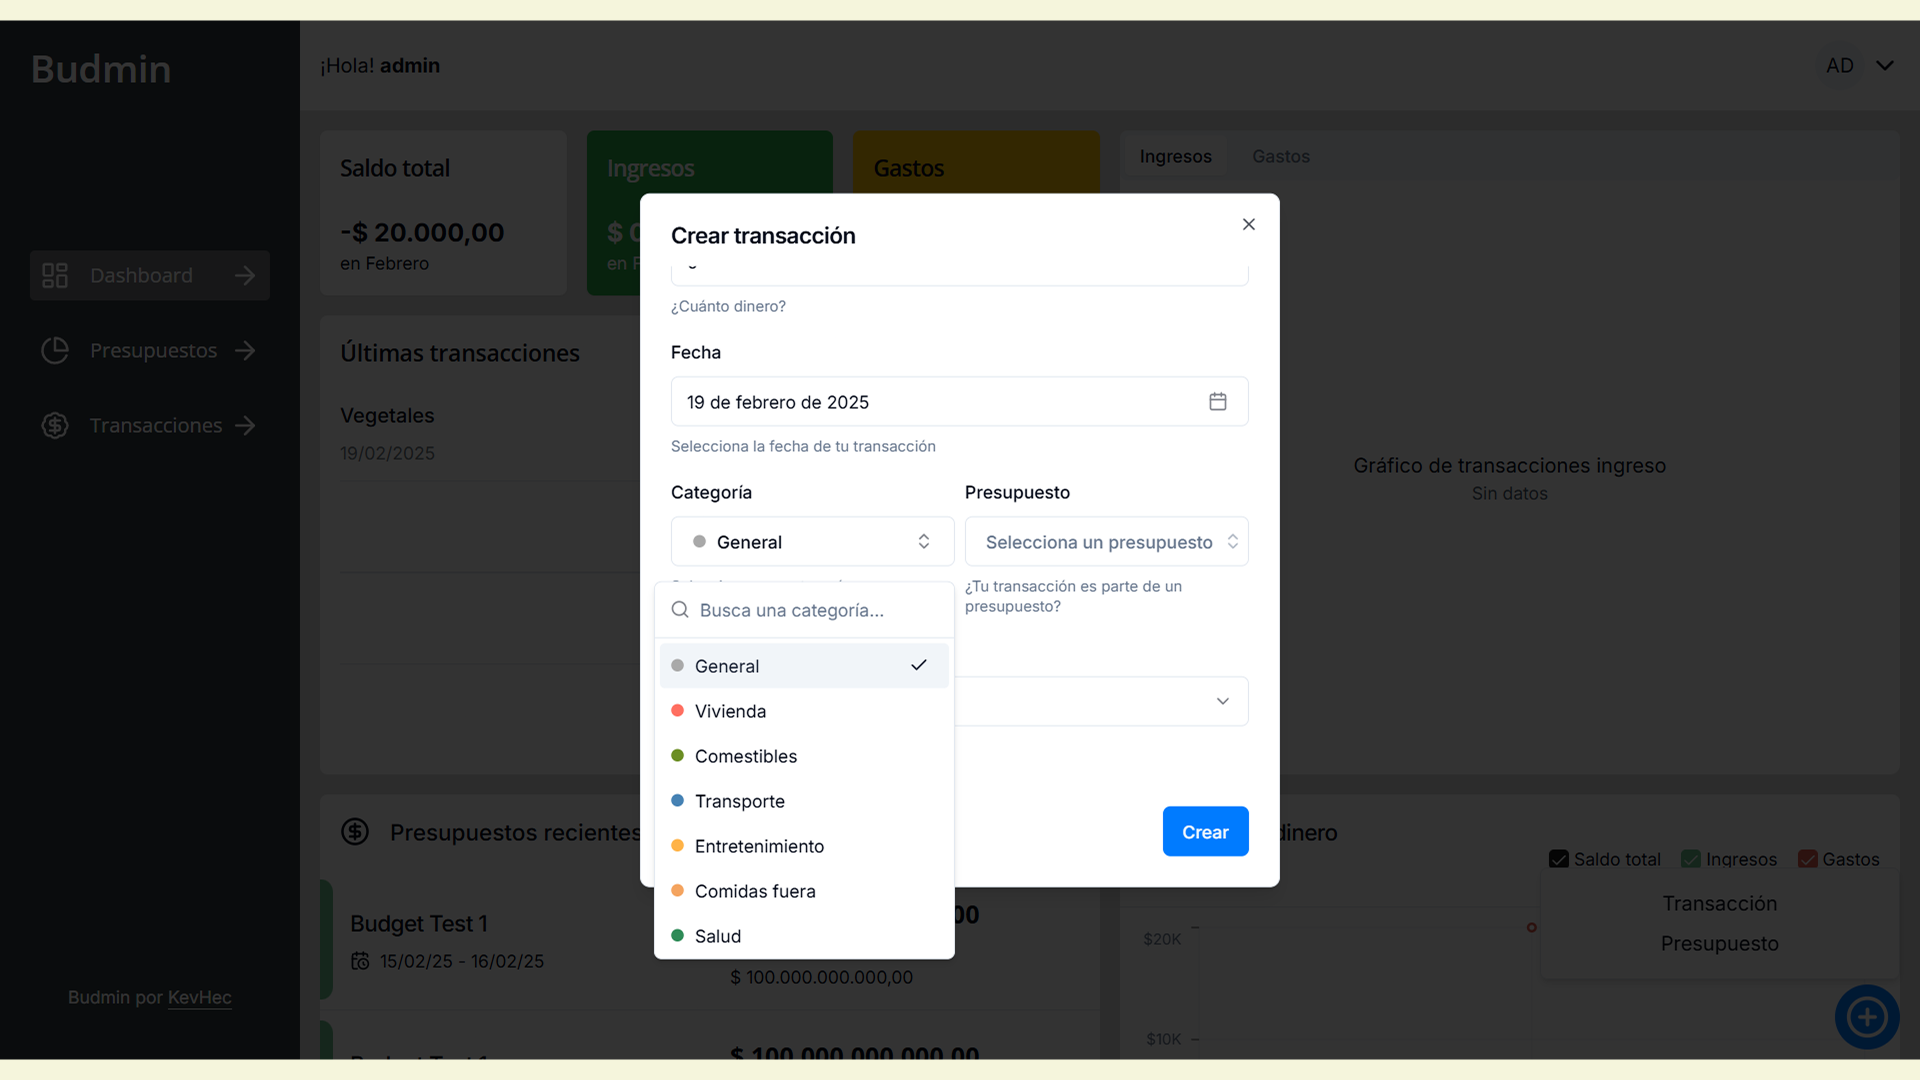 Budmin
¡Hola! admin
AD
Dashboard
Presupuestos
Transacciones
Budmin por KevHec
Saldo total
-$ 20.000,00
en Febrero
Ingresos
en F
Gastos
Ingresos
Gastos
Últimas transacciones
Vegetales
19/02/2025
Gráfico de transacciones ingreso
Sin datos
Crear transacción
¿Cuánto dinero?
Fecha
19 de febrero de 2025
Selecciona la fecha de tu transacción
Categoría
Presupuesto
General
Selecciona un presupuesto
¿Tu transacción es parte de un
presupuesto?
Busca una categoría...
General
Vivienda
Comestibles
Transporte
Entretenimiento
Comidas fuera
Salud
Crear
Presupuestos recientes
Budget Test 1
15/02/25 - 16/02/25
00
$ 100.000.000.000,00
$ 100.000.000.000,00
dinero
Saldo total
Ingresos
Gastos
$20K
$10K
Transacción
Presupuesto